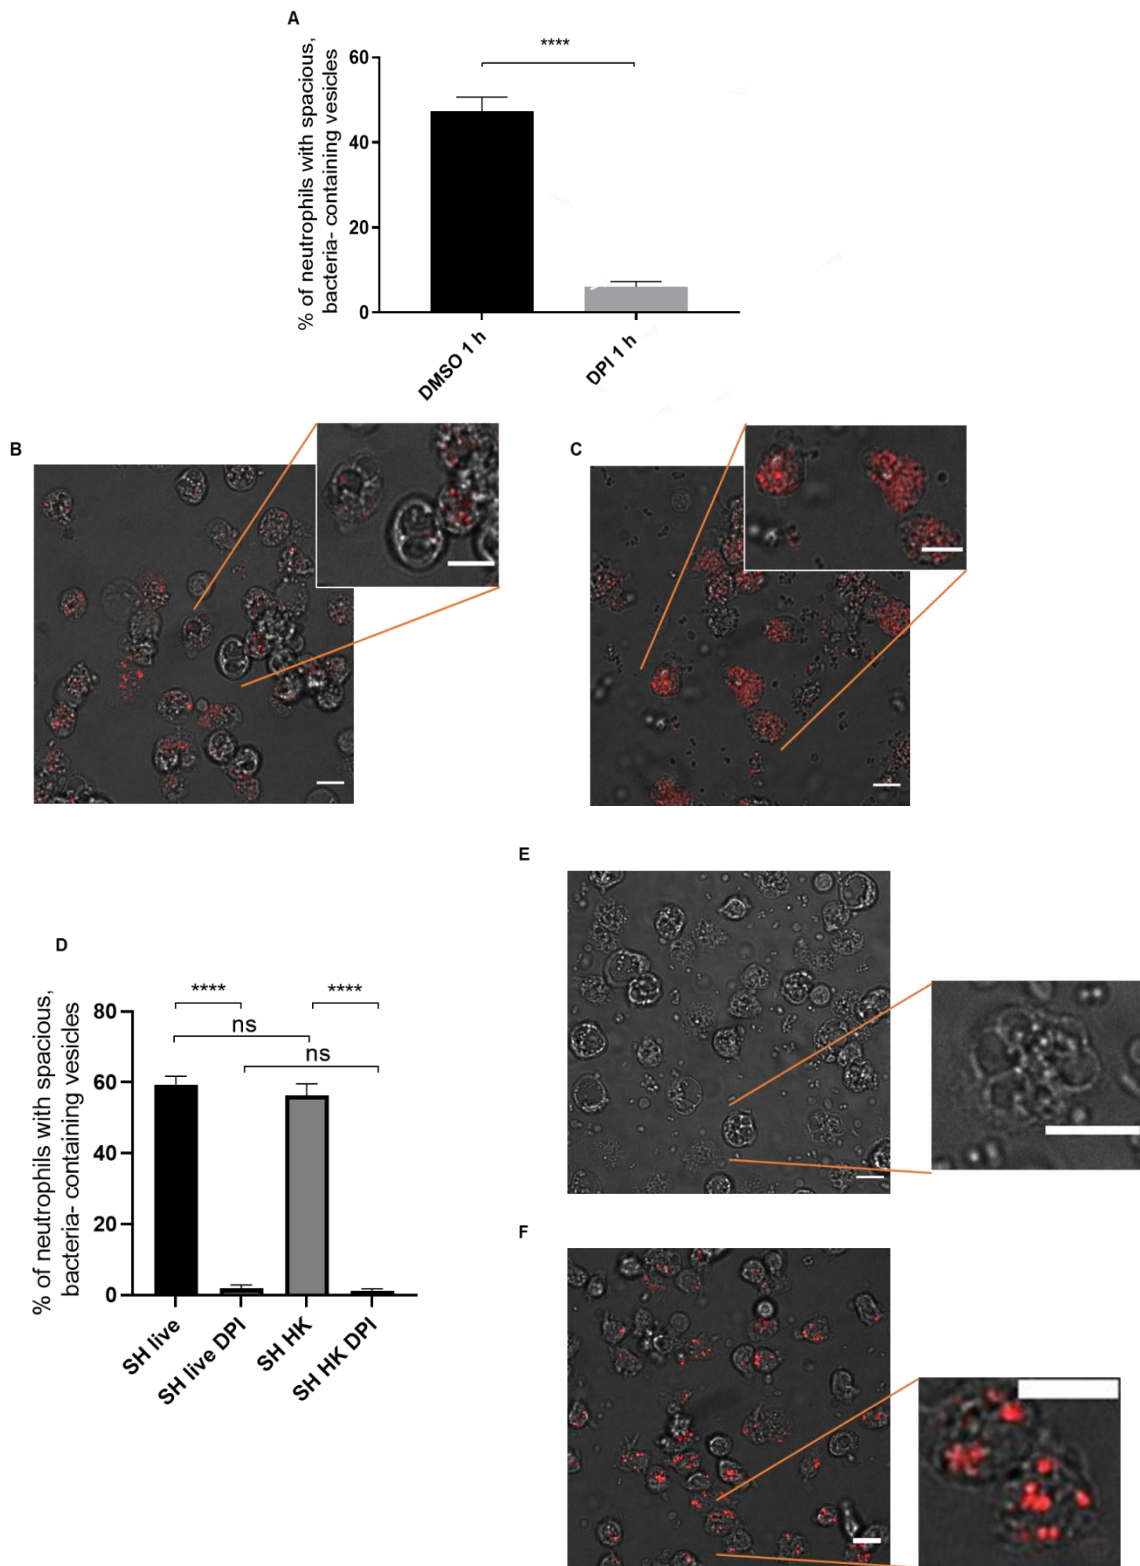 A
****
% of neutrophils with spacious,
bacteria- containing vesicles
60
40
20
0
DMSO 1 h
DPI 1 h
B
C
D
****
****
ns
ns
% of neutrophils with spacious,
bacteria- containing vesicles
80
60
40
20
0
SH live
SH live DPI
SH HK
SH HK DPI
E
F